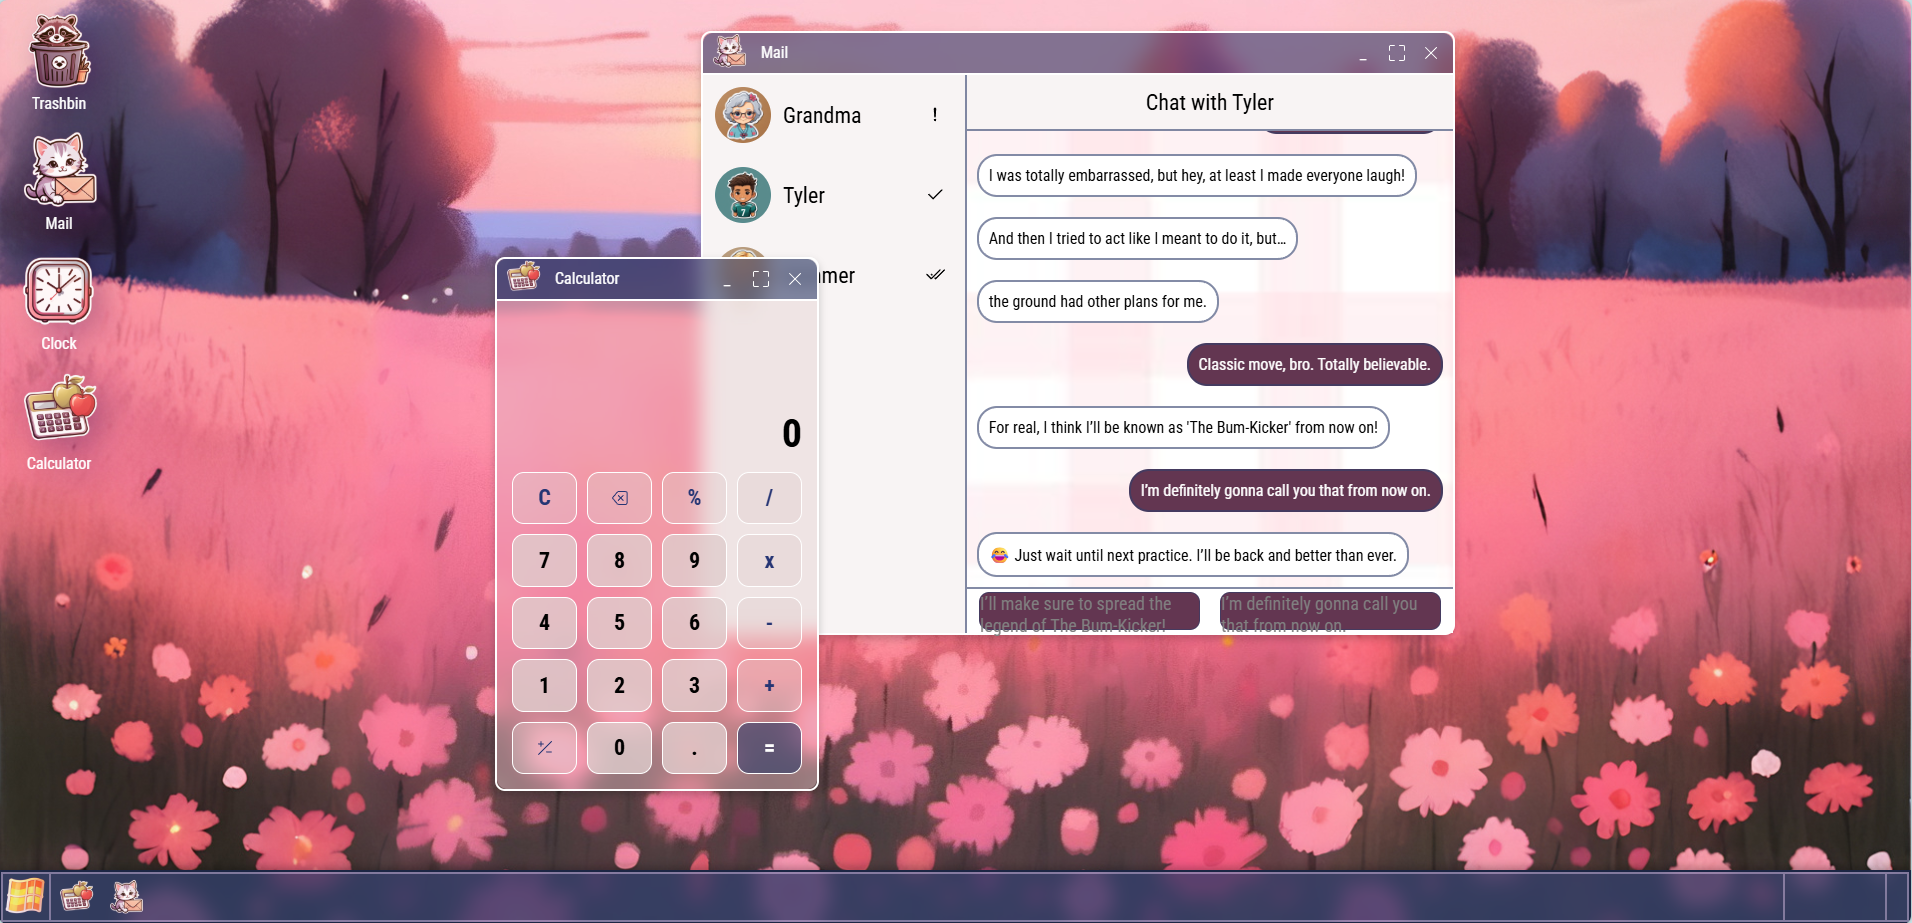 Trashbin
Mail
Clock
Calculator
Mail
Grandma
!
Tyler
7
mer
Chat with Tyler
I was totally embarrassed, but hey, at least I made everyone laugh!
And then I tried to act like I meant to do it, but...
the ground had other plans for me.
Classic move, bro. Totally believable.
For real, I think I'll be known as 'The Bum-Kicker' from now on!
I'm definitely gonna call you that from now on.
😂 Just wait until next practice. I'll be back and better than ever.
I'll make sure to spread the
legend of The Bum-Kicker!
I'm definitely gonna call you
that from now on.
Calculator
0
C % /
7 8 9 x
4 5 6 -
1 2 3 +
+/- 0 . =